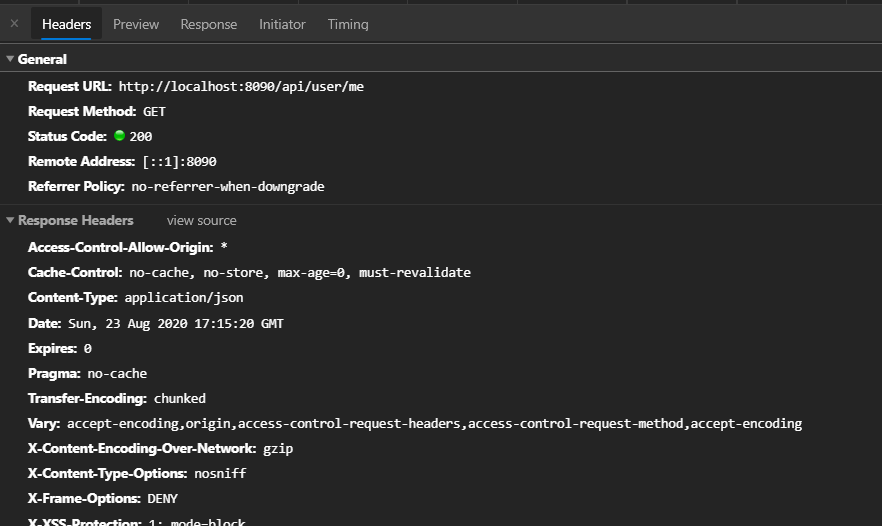 × Headers Preview Response Initiator Timing
▼ General
Request URL: http://localhost:8090/api/user/me
Request Method: GET
Status Code: 200
Remote Address: [::1]:8090
Referrer Policy: no-referrer-when-downgrade
▼ Response Headers view source
Access-Control-Allow-Origin: *
Cache-Control: no-cache, no-store, max-age=0, must-revalidate
Content-Type: application/json
Date: Sun, 23 Aug 2020 17:15:20 GMT
Expires: 0
Pragma: no-cache
Transfer-Encoding: chunked
Vary: accept-encoding,origin,access-control-request-headers,access-control-request-method,accept-encoding
X-Content-Encoding-Over-Network: gzip
X-Content-Type-Options: nosniff
X-Frame-Options: DENY
X-XSS-Protection: 1; mode=block